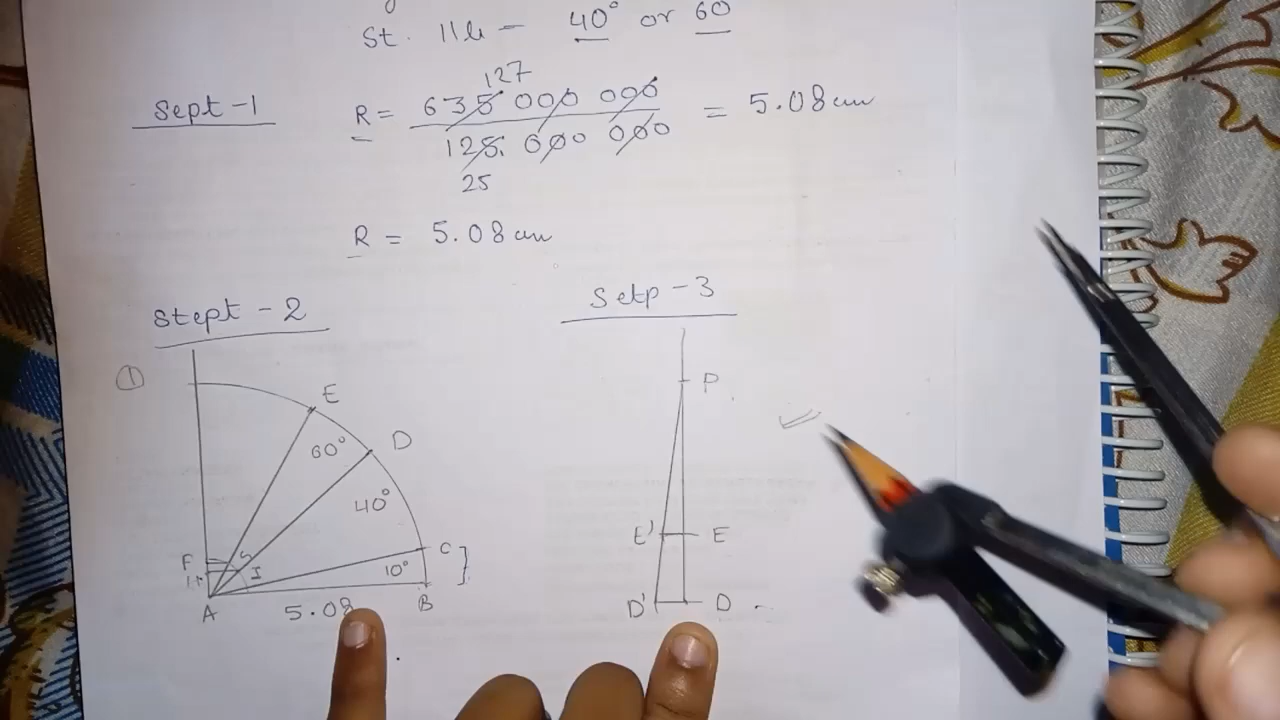 St. 11le - 40° or 60
Sept-1
127
R = 635 000 000 / 125. 000 000 = 5.08 cm
25
R = 5.08 cm
Stept - 2
Setp - 3
1
E
P.
60°
D
40°
E' E
F
C
I
10°
A
5.08
B
D' D